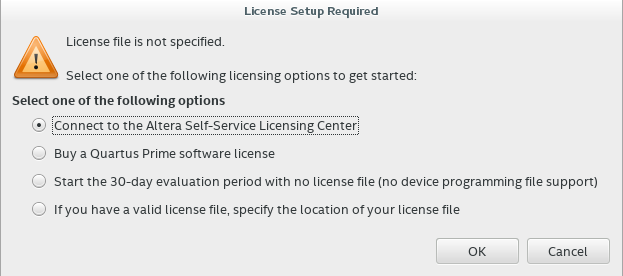 License Setup Required
License file is not specified.
Select one of the following licensing options to get started:
Select one of the following options
Connect to the Altera Self-Service Licensing Center
Buy a Quartus Prime software license
Start the 30-day evaluation period with no license file (no device programming file support)
If you have a valid license file, specify the location of your license file
OK
Cancel